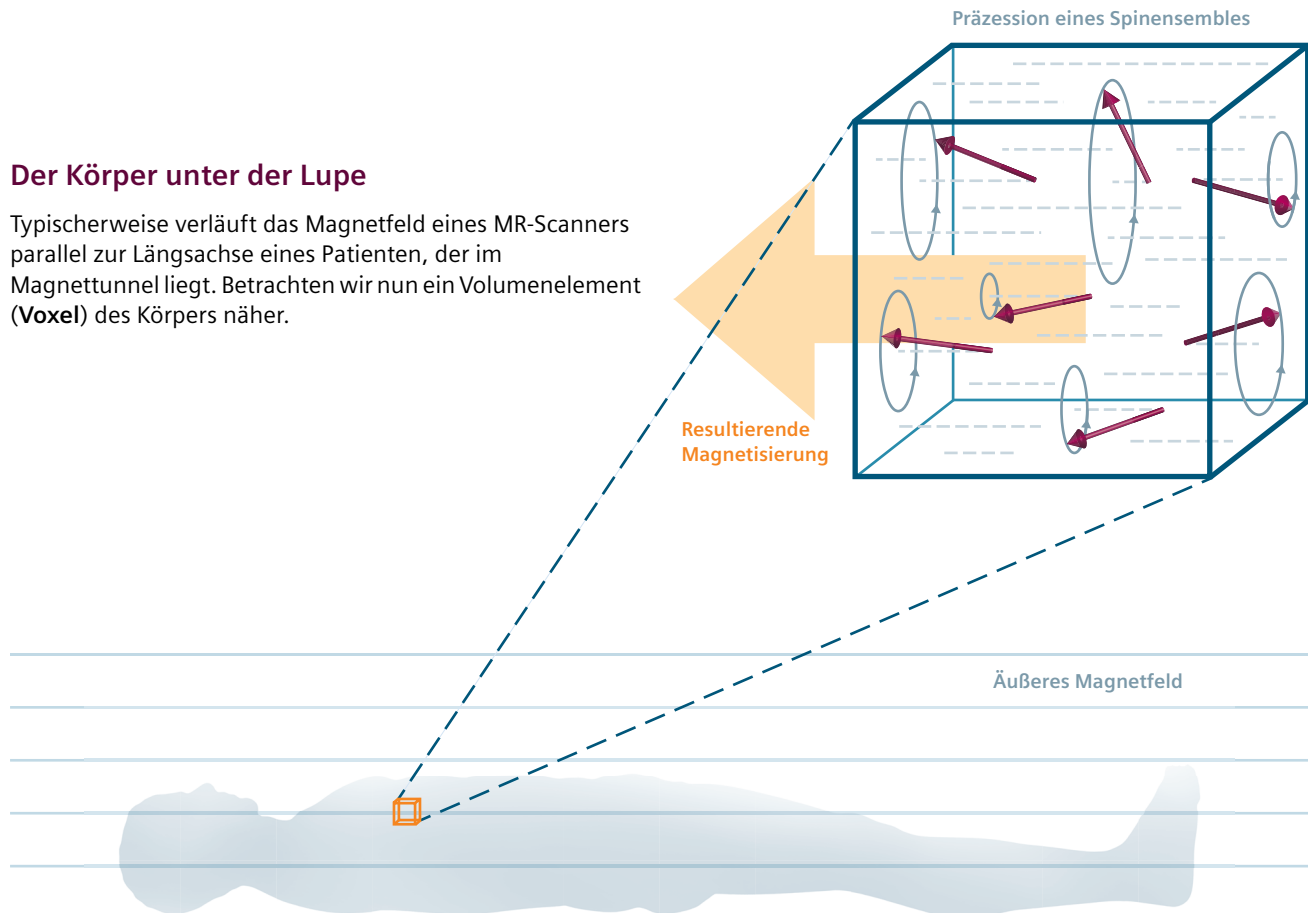 Präzession eines Spinensembles
Der Körper unter der Lupe
Typischerweise verläuft das Magnetfeld eines MR-Scanners
parallel zur Längsachse eines Patienten, der im
Magnettunnel liegt. Betrachten wir nun ein Volumenelement
(Voxel) des Körpers näher.
Resultierende
Magnetisierung
Äußeres Magnetfeld